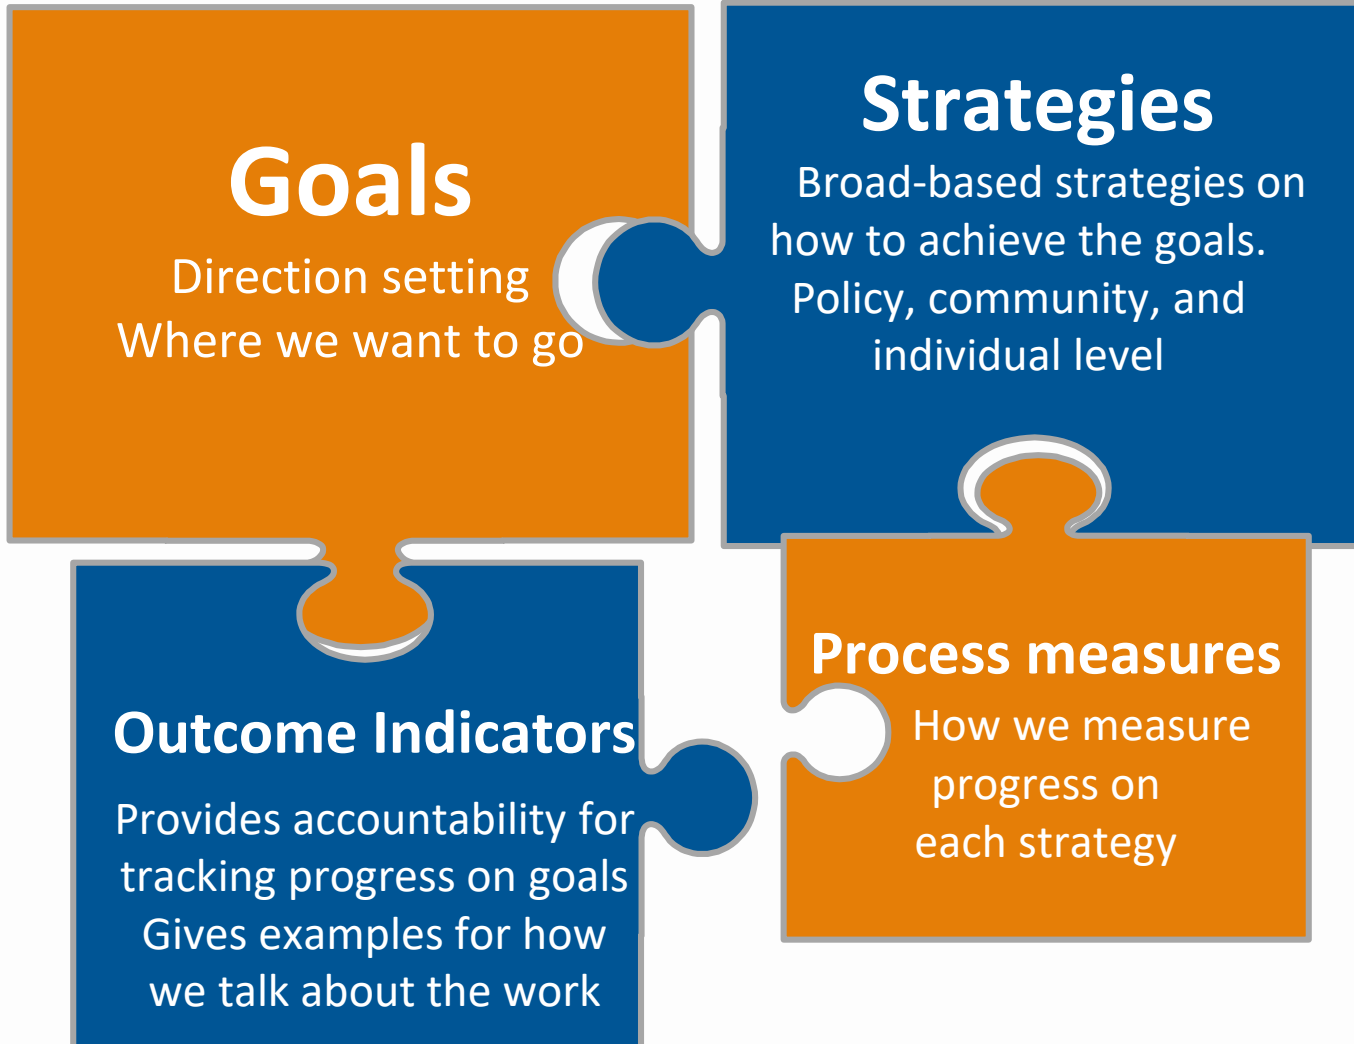 Goals
Direction setting
Where we want to go
Strategies
Broad-based strategies on
how to achieve the goals.
Policy, community, and
individual level
Outcome Indicators
Provides accountability for
tracking progress on goals
Gives examples for how
we talk about the work
Process measures
How we measure
progress on
each strategy